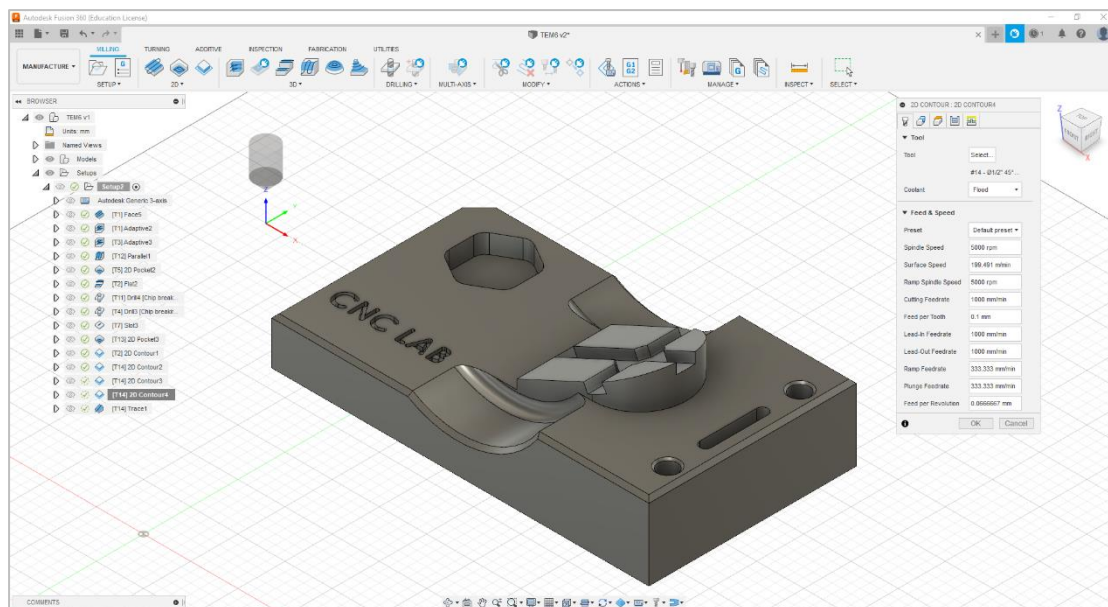 Autodesk Fusion 360 (Education License)
TEM6 v2*
1
MILLING TURNING ADDITIVE INSPECTION FABRICATION UTILITIES
MANUFACTURE
G1
G2
SETUP 2D 3D DRILLING MULTI-AXIS MODIFY ACTIONS MANAGE INSPECT SELECT
BROWSER
TEM6 v1
Units: mm
Named Views
Models
Setups
Setup2
Autodesk Generic 3-axis
[T1] Face5
[T1] Adaptive2
[T3] Adaptive3
[T12] Parallel1
[T5] 2D Pocket2
[T2] Flat2
[T11] Drill4 (Chip break...
[T4] Drill3 (Chip breakr...
[T7] Slot3
[T13] 2D Pocket3
[T2] 2D Contour1
[T14] 2D Contour2
[T14] 2D Contour3
[T14] 2D Contour4
[T14] Trace1
CNC LAB
Z
Y
X
2D CONTOUR : 2D CONTOUR4
Tool
Tool Select...
#14 - Ø1/2" 45°...
Coolant Flood
Feed & Speed
Preset Default preset
Spindle Speed 5000 rpm
Surface Speed 199.491 m/min
Ramp Spindle Speed 5000 rpm
Cutting Feedrate 1000 mm/min
Feed per Tooth 0.1 mm
Lead-In Feedrate 1000 mm/min
Lead-Out Feedrate 1000 mm/min
Ramp Feedrate 333.333 mm/min
Plunge Feedrate 333.333 mm/min
Feed per Revolution 0.0666667 mm
OK Cancel
Z
TOP
FRONT RIGHT
X
COMMENTS